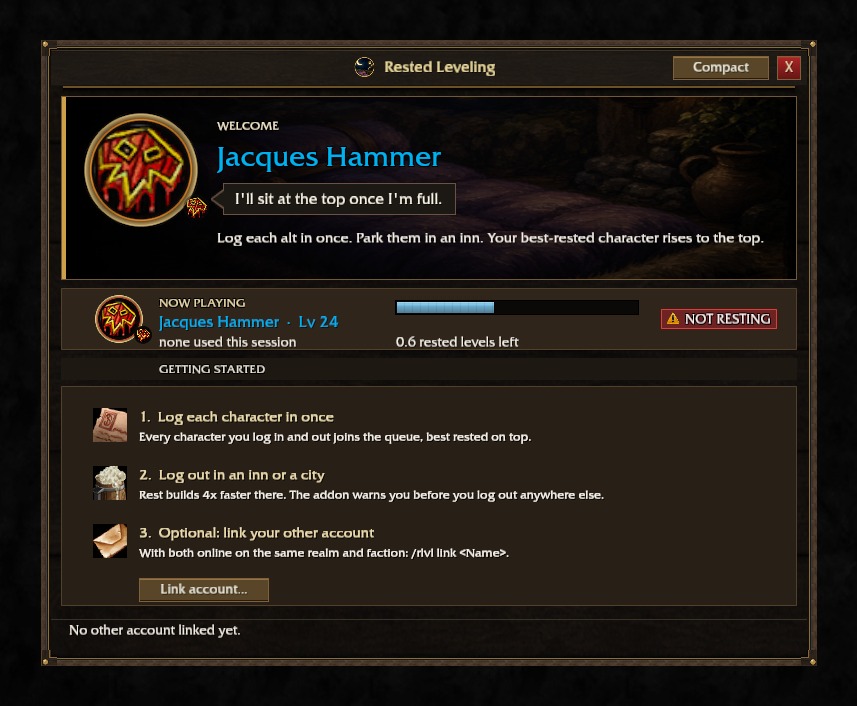 Rested Leveling
Compact
X
WELCOME
Jacques Hammer
I'll sit at the top once I'm full.
Log each alt in once. Park them in an inn. Your best-rested character rises to the top.
NOW PLAYING
Jacques Hammer · Lv 24
none used this session
0.6 rested levels left
NOT RESTING
GETTING STARTED
1. Log each character in once
Every character you log in and out joins the queue, best rested on top.
2. Log out in an inn or a city
Rest builds 4x faster there. The addon warns you before you log out anywhere else.
3. Optional: link your other account
With both online on the same realm and faction: /rlvl link <Name>.
Link account...
No other account linked yet.